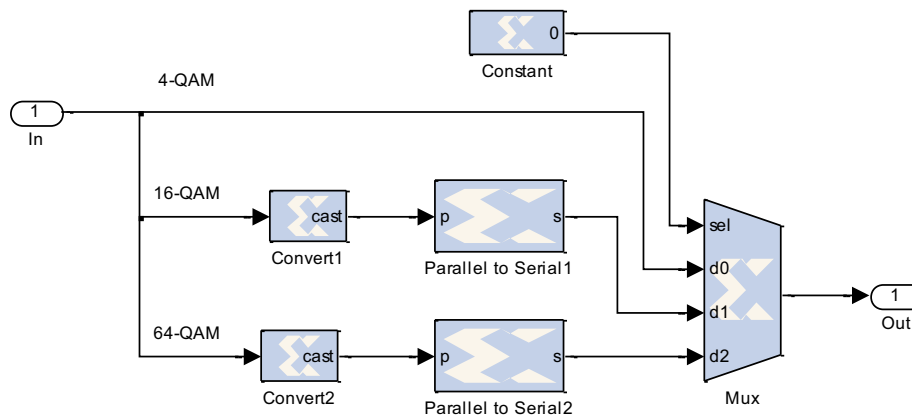 0
Constant
4-QAM
1
In
16-QAM
cast
Convert1
p
s
Parallel to Serial1
sel
d0
d1
d2
Mux
1
Out
64-QAM
cast
Convert2
p
s
Parallel to Serial2